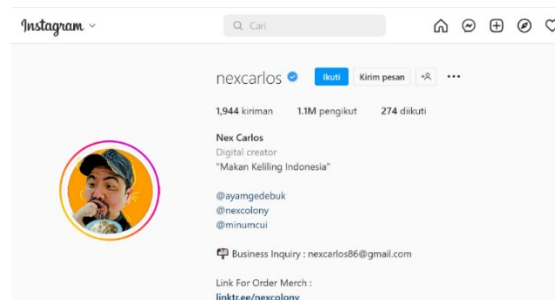 Instagram
Cari
nexcarlos
Ikuti
Kirim pesan
1,944 kiriman 1.1M pengikut 274 diikuti
Nex Carlos
Digital creator
"Makan Keliling Indonesia"
@ayamgedebuk
@nexcolony
@minumcui
Business Inquiry : nexcarlos86@gmail.com
Link For Order Merch :
linktr.ee/nexcolony